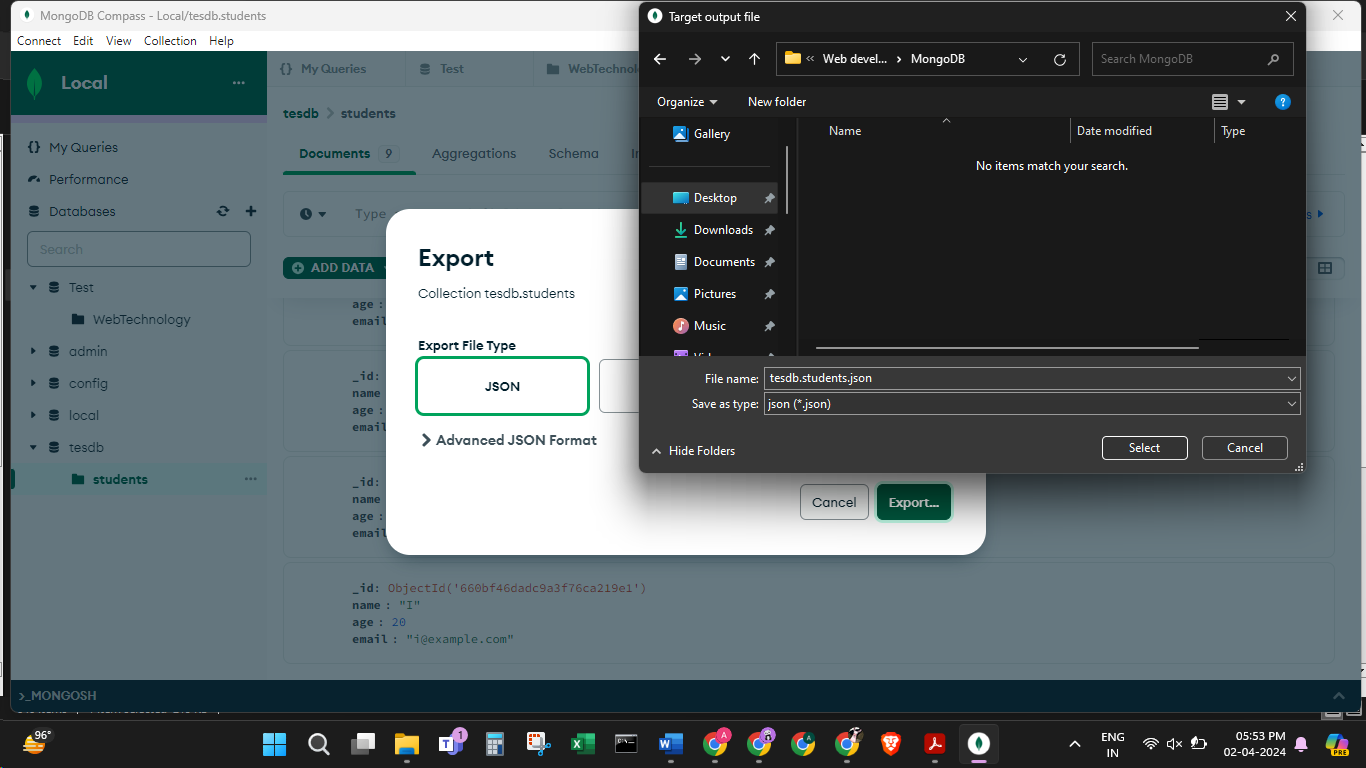 MongoDB Compass - Local/tesdb.students
Connect Edit View Collection Help
Local
My Queries
Performance
Databases
Search
Test
WebTechnology
admin
config
local
tesdb
students
{} My Queries
Test
tesdb > students
Documents 9
Aggregations
Schema
Type
ADD DATA
age :
_id:
name
age :
_id:
name
age :
email
_id: ObjectId('660bf46dadc9a3f76ca219e1')
name : "I"
age : 20
email : "i@example.com"
>_MONGOSH
Export
Collection tesdb.students
Export File Type
JSON
Advanced JSON Format
Cancel
Export...
Target output file
« Web devel... > MongoDB
Search MongoDB
Organize
New folder
Gallery
Desktop
Downloads
Documents
Pictures
Music
Name
Date modified
Type
No items match your search.
File name: tesdb.students.json
Save as type: json (*.json)
Hide Folders
Select
Cancel
96°
1
ENG
IN
05:53 PM
02-04-2024
PRE